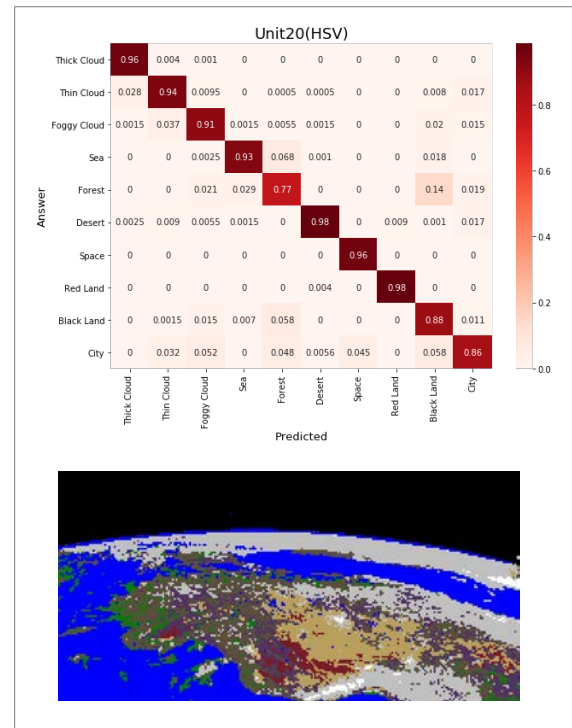 Unit20(HSV)
Thick Cloud 0.96 0.004 0.001 0 0 0 0 0 0 0
Thin Cloud 0.028 0.94 0.0095 0 0.0005 0.0005 0 0 0.008 0.017
Foggy Cloud 0.0015 0.037 0.91 0.0015 0.0055 0.0015 0 0 0.02 0.015
Sea 0 0 0.0025 0.93 0.068 0.001 0 0 0.018 0
Forest 0 0 0.021 0.029 0.77 0 0 0 0.14 0.019
Desert 0.0025 0.009 0.0055 0.0015 0 0.98 0 0.009 0.001 0.017
Space 0 0 0 0 0 0 0.96 0 0 0
Red Land 0 0 0 0 0 0.004 0 0.98 0 0
Black Land 0 0.0015 0.015 0.007 0.058 0 0 0 0.88 0.011
City 0 0.032 0.052 0 0.048 0.0056 0.045 0 0.058 0.86
Answer
Thick Cloud
Thin Cloud
Foggy Cloud
Sea
Forest
Desert
Space
Red Land
Black Land
City
Predicted
0.8
0.6
0.4
0.2
0.0